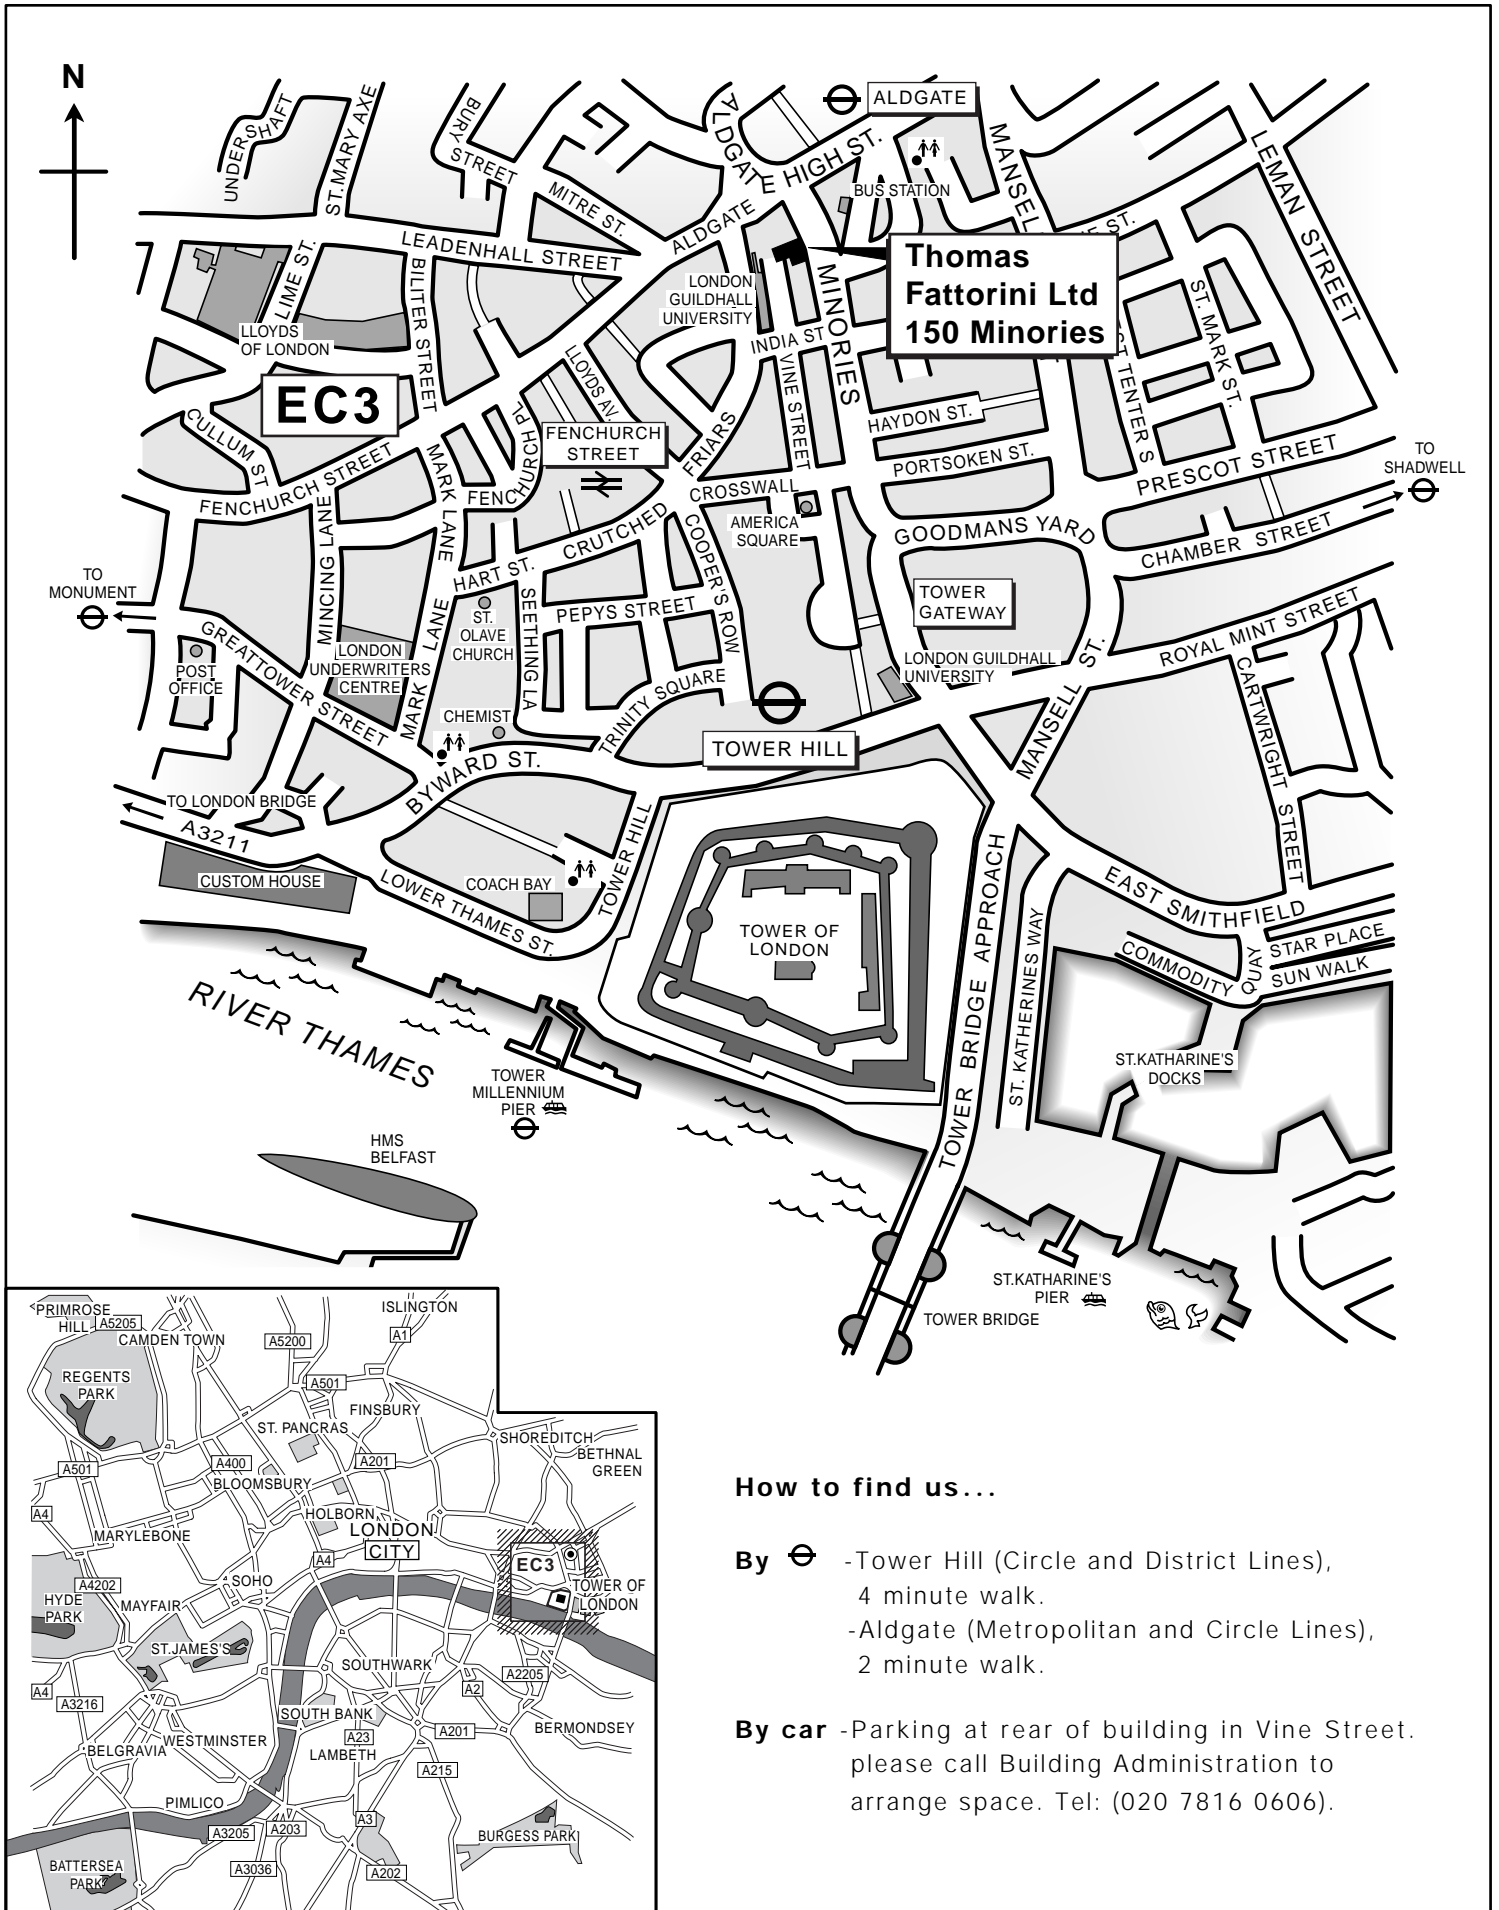 N
UNDERSHAFT
ST.MARY AXE
BURY
STREET
MITRE ST.
ALDGATE
ALDGATE HIGH ST.
ALDGATE
BUS STATION
MANSEL
LEMAN STREET
LEADENHALL STREET
ALDGATE
LIME ST.
BILITER STREET
LLOYDS
OF LONDON
LONDON
GUILDHALL
UNIVERSITY
MINORIES
Thomas
Fattorini Ltd
150 Minories
E ST.
ST. MARK ST.
ST TENTER S
INDIA ST
VINE STREET
LLOYDS AV.
EC3
CULLUM ST
FENCHURCH STREET
MARK LANE
FENCHURCH PL
FENCHURCH
STREET
FRIARS
HAYDON ST.
PORTSOKEN ST.
PRESCOT STREET
TO
SHADWELL
CROSSWALL
AMERICA
SQUARE
GOODMANS YARD
CHAMBER STREET
CRUTCHED
COOPER'S ROW
HART ST.
MINCING LANE
TO
MONUMENT
GREATTOWER STREET
POST
OFFICE
LONDON
UNDERWRITERS
CENTRE
MARK LANE
ST.
OLAVE
CHURCH
SEETHING LA
PEPYS STREET
TOWER
GATEWAY
LONDON GUILDHALL
UNIVERSITY
MANSELL ST.
ROYAL MINT STREET
CARTWRIGHT STREET
TRINITY SQUARE
CHEMIST
BYWARD ST.
TOWER HILL
TO LONDON BRIDGE
A3211
CUSTOM HOUSE
LOWER THAMES ST.
COACH BAY
TOWER HILL
TOWER OF
LONDON
TOWER BRIDGE APPROACH
ST. KATHERINES WAY
EAST SMITHFIELD
COMMODITY
QUAY
STAR PLACE
SUN WALK
ST.KATHARINE'S
DOCKS
RIVER THAMES
TOWER
MILLENNIUM
PIER
HMS
BELFAST
ST.KATHARINE'S
PIER
TOWER BRIDGE
PRIMROSE
HILL
A5205
CAMDEN TOWN
ISLINGTON
A5200
A1
REGENTS
PARK
A501
FINSBURY
ST. PANCRAS
SHOREDITCH
BETHNAL
GREEN
A501
A400
A201
BLOOMSBURY
A4
HOLBORN
LONDON
CITY
MARYLEBONE
A4
EC3
TOWER OF
LONDON
A4202
SOHO
HYDE
PARK
MAYFAIR
ST.JAMES'S
SOUTHWARK
A2205
A2
A4
A3216
SOUTH BANK
A23
A201
BERMONDSEY
WESTMINSTER
BELGRAVIA
LAMBETH
A215
PIMLICO
A3205
A203
A3
BURGESS PARK
BATTERSEA
PARK
A3036
A202
How to find us...
By -Tower Hill (Circle and District Lines),
4 minute walk.
-Aldgate (Metropolitan and Circle Lines),
2 minute walk.
By car -Parking at rear of building in Vine Street.
please call Building Administration to
arrange space. Tel: (020 7816 0606).